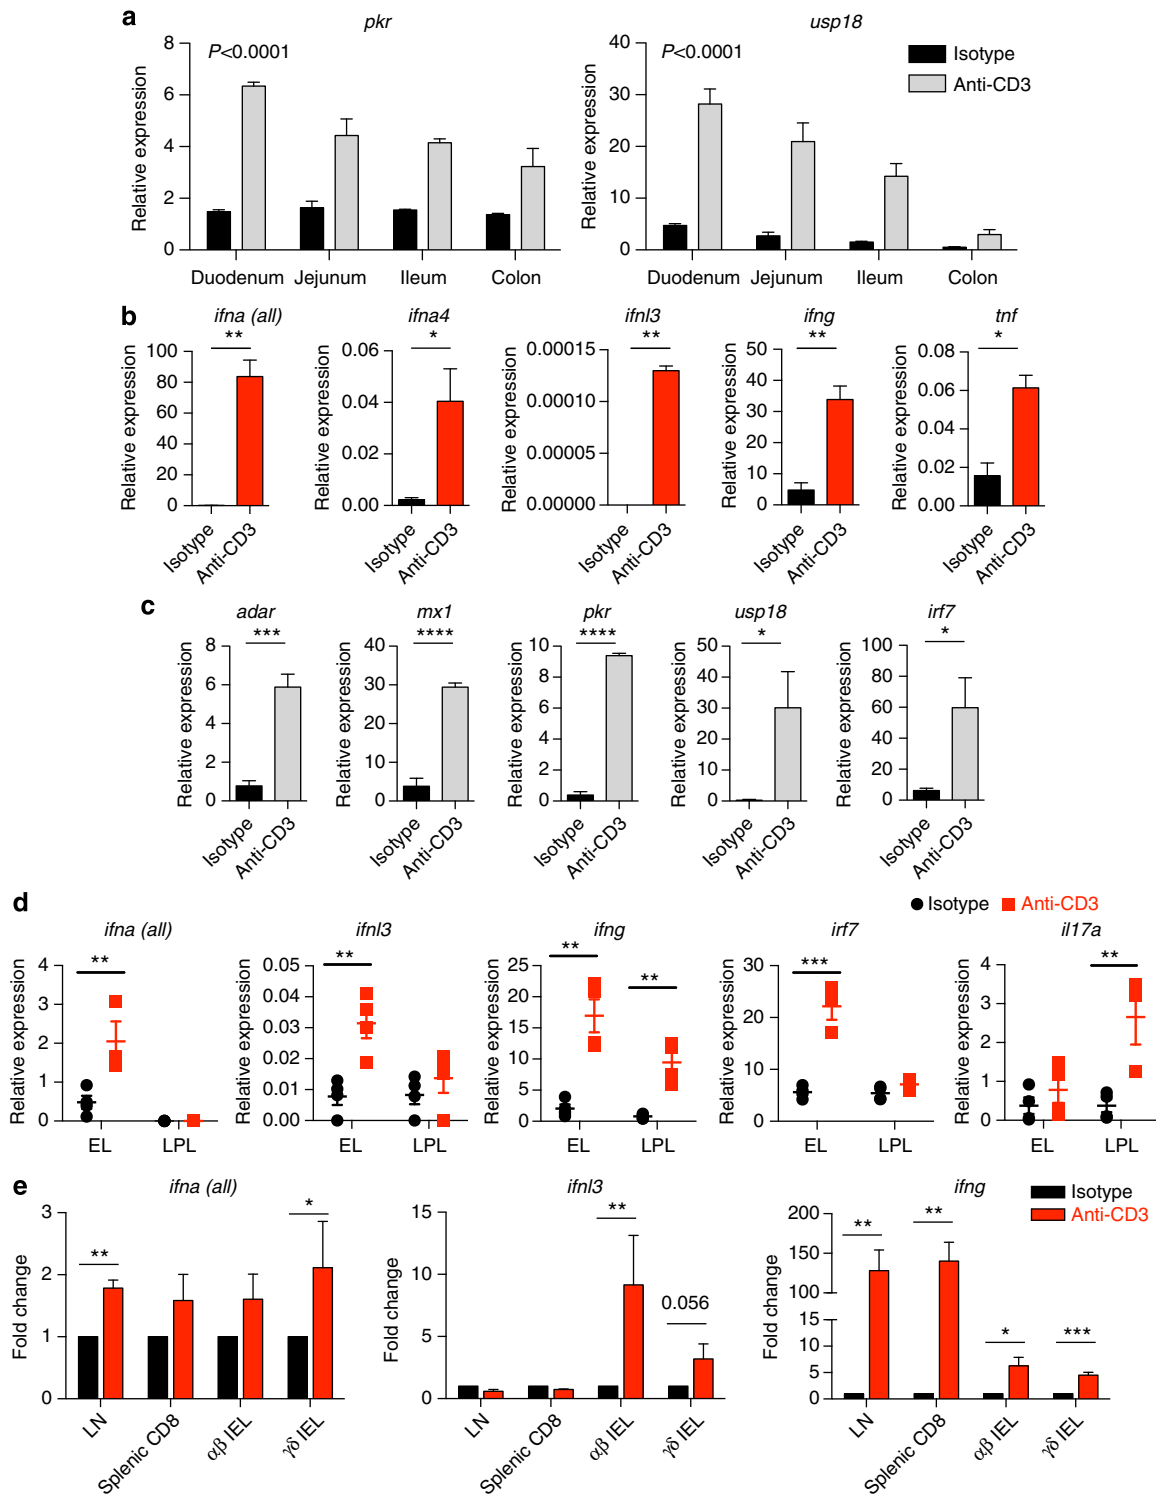 a
pkr
usp18
P<0.0001
P<0.0001
Isotype
Anti-CD3
Relative expression
8
6
4
2
0
Duodenum Jejunum Ileum Colon
Relative expression
40
30
20
10
0
Duodenum Jejunum Ileum Colon
b
ifna (all)
**
Relative expression
100
80
60
40
20
0
Isotype
Anti-CD3
ifna4
*
Relative expression
0.06
0.04
0.02
0.00
Isotype
Anti-CD3
ifnl3
**
Relative expression
0.00015
0.00010
0.00005
0.00000
Isotype
Anti-CD3
ifng
**
Relative expression
50
40
30
20
10
0
Isotype
Anti-CD3
tnf
*
Relative expression
0.08
0.06
0.04
0.02
0.00
Isotype
Anti-CD3
c
adar
***
Relative expression
8
6
4
2
0
Isotype
Anti-CD3
mx1
****
Relative expression
40
30
20
10
0
Isotype
Anti-CD3
pkr
****
Relative expression
10
8
6
4
2
0
Isotype
Anti-CD3
usp18
*
Relative expression
50
40
30
20
10
0
Isotype
Anti-CD3
irf7
*
Relative expression
100
80
60
40
20
0
Isotype
Anti-CD3
d
Isotype Anti-CD3
ifna (all)
**
Relative expression
4
3
2
1
0
EL LPL
ifnl3
**
Relative expression
0.05
0.04
0.03
0.02
0.01
0.00
EL LPL
ifng
**
**
Relative expression
25
20
15
10
5
0
EL LPL
irf7
***
Relative expression
30
20
10
0
EL LPL
il17a
**
Relative expression
4
3
2
1
0
EL LPL
e
Isotype
Anti-CD3
ifna (all)
**
*
Fold change
3
2
1
0
LN
Splenic CD8
αβ IEL
γδ IEL
ifnl3
**
0.056
Fold change
15
10
5
0
LN
Splenic CD8
αβ IEL
γδ IEL
ifng
**
**
*
***
Fold change
200
150
100
15
10
5
0
LN
Splenic CD8
αβ IEL
γδ IEL